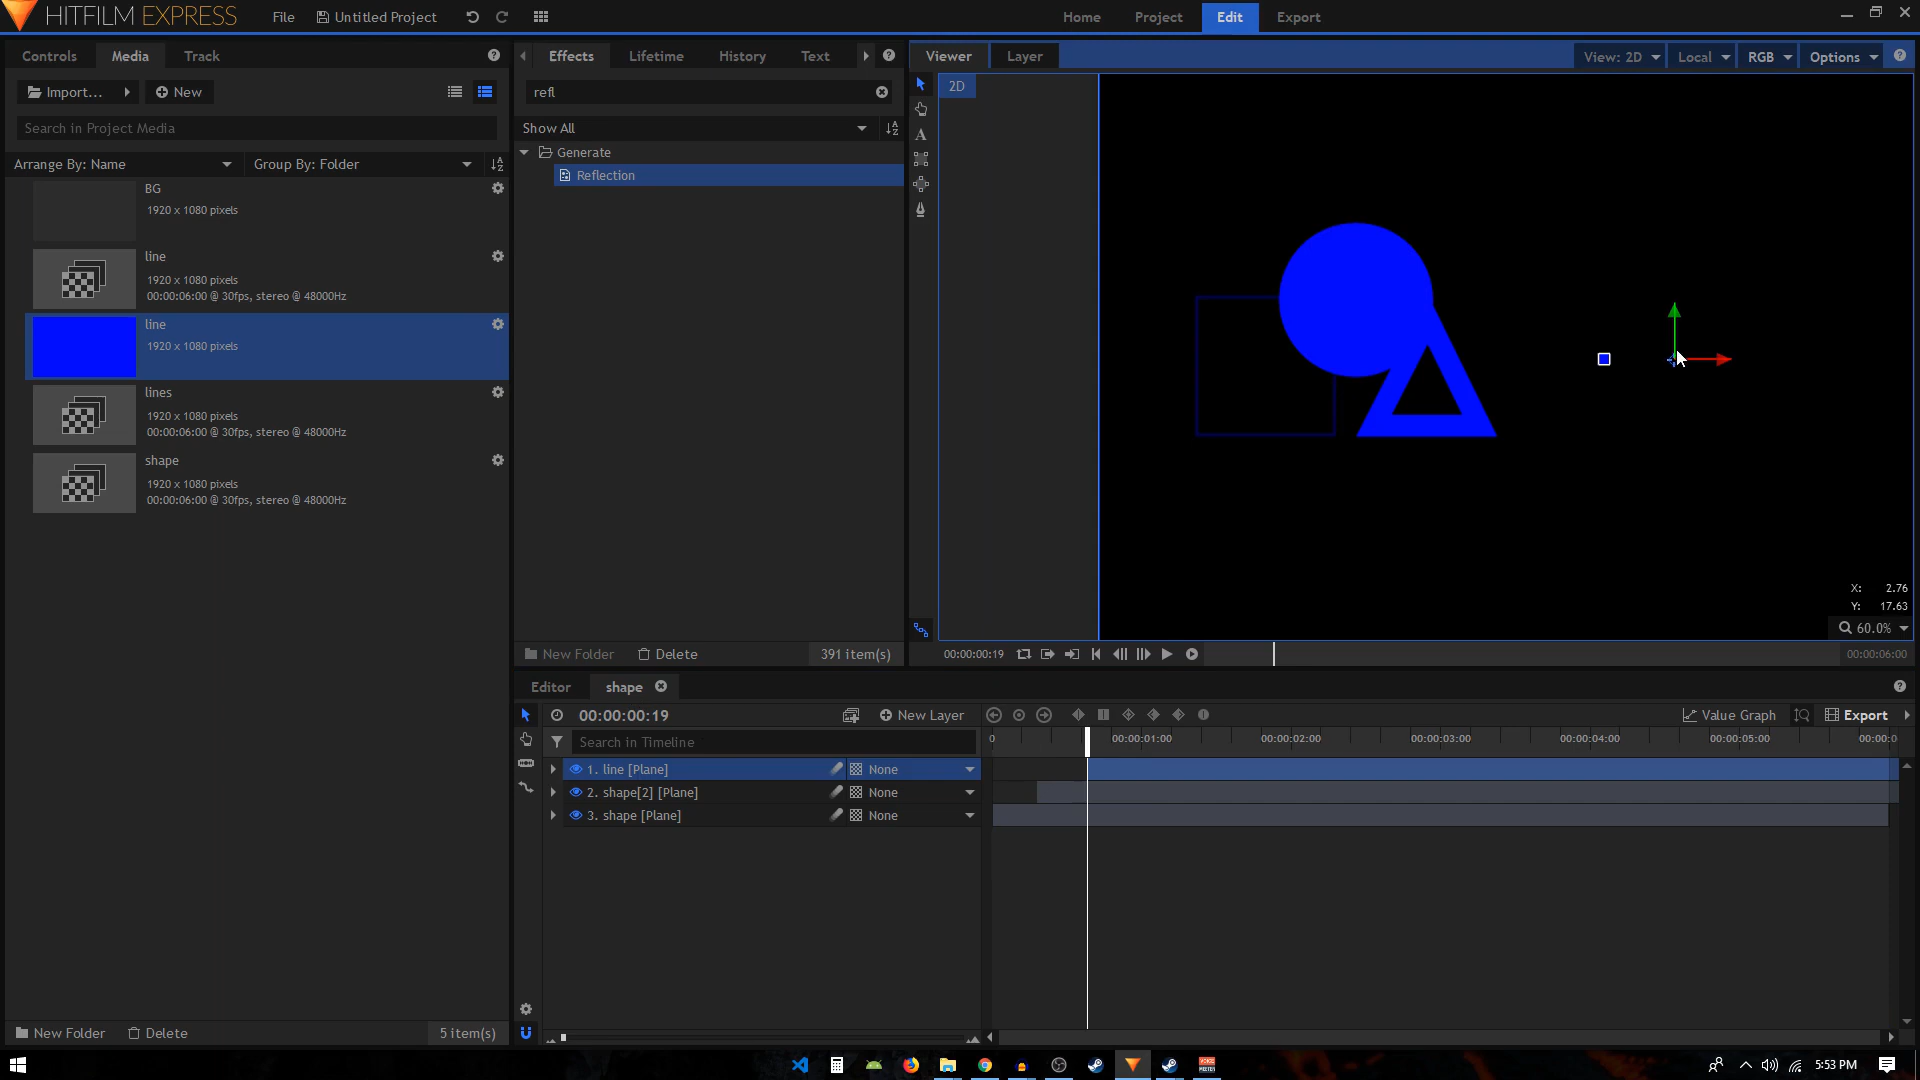 HITFILM EXPRESS
File
Untitled Project
Home
Project
Edit
Export
Controls
Media
Track
Import...
New
Search in Project Media
Arrange By: Name
Group By: Folder
BG
1920 x 1080 pixels
line
1920 x 1080 pixels
00:00:06:00 @ 30fps, stereo @ 48000Hz
line
1920 x 1080 pixels
lines
1920 x 1080 pixels
00:00:06:00 @ 30fps, stereo @ 48000Hz
shape
1920 x 1080 pixels
00:00:06:00 @ 30fps, stereo @ 48000Hz
New Folder
Delete
5 item(s)
Effects
Lifetime
History
Text
refl
Show All
Generate
Reflection
New Folder
Delete
391 item(s)
Viewer
Layer
View: 2D
Local
RGB
Options
2D
X: 2.76
Y: 17.63
60.0%
00:00:00:19
00:00:06:00
Editor
shape
00:00:00:19
New Layer
Value Graph
Export
Search in Timeline
0
00:00:01:00
00:00:02:00
00:00:03:00
00:00:04:00
00:00:05:00
00:00:0
1. line [Plane]
None
2. shape[2] [Plane]
None
3. shape [Plane]
None
5:53 PM